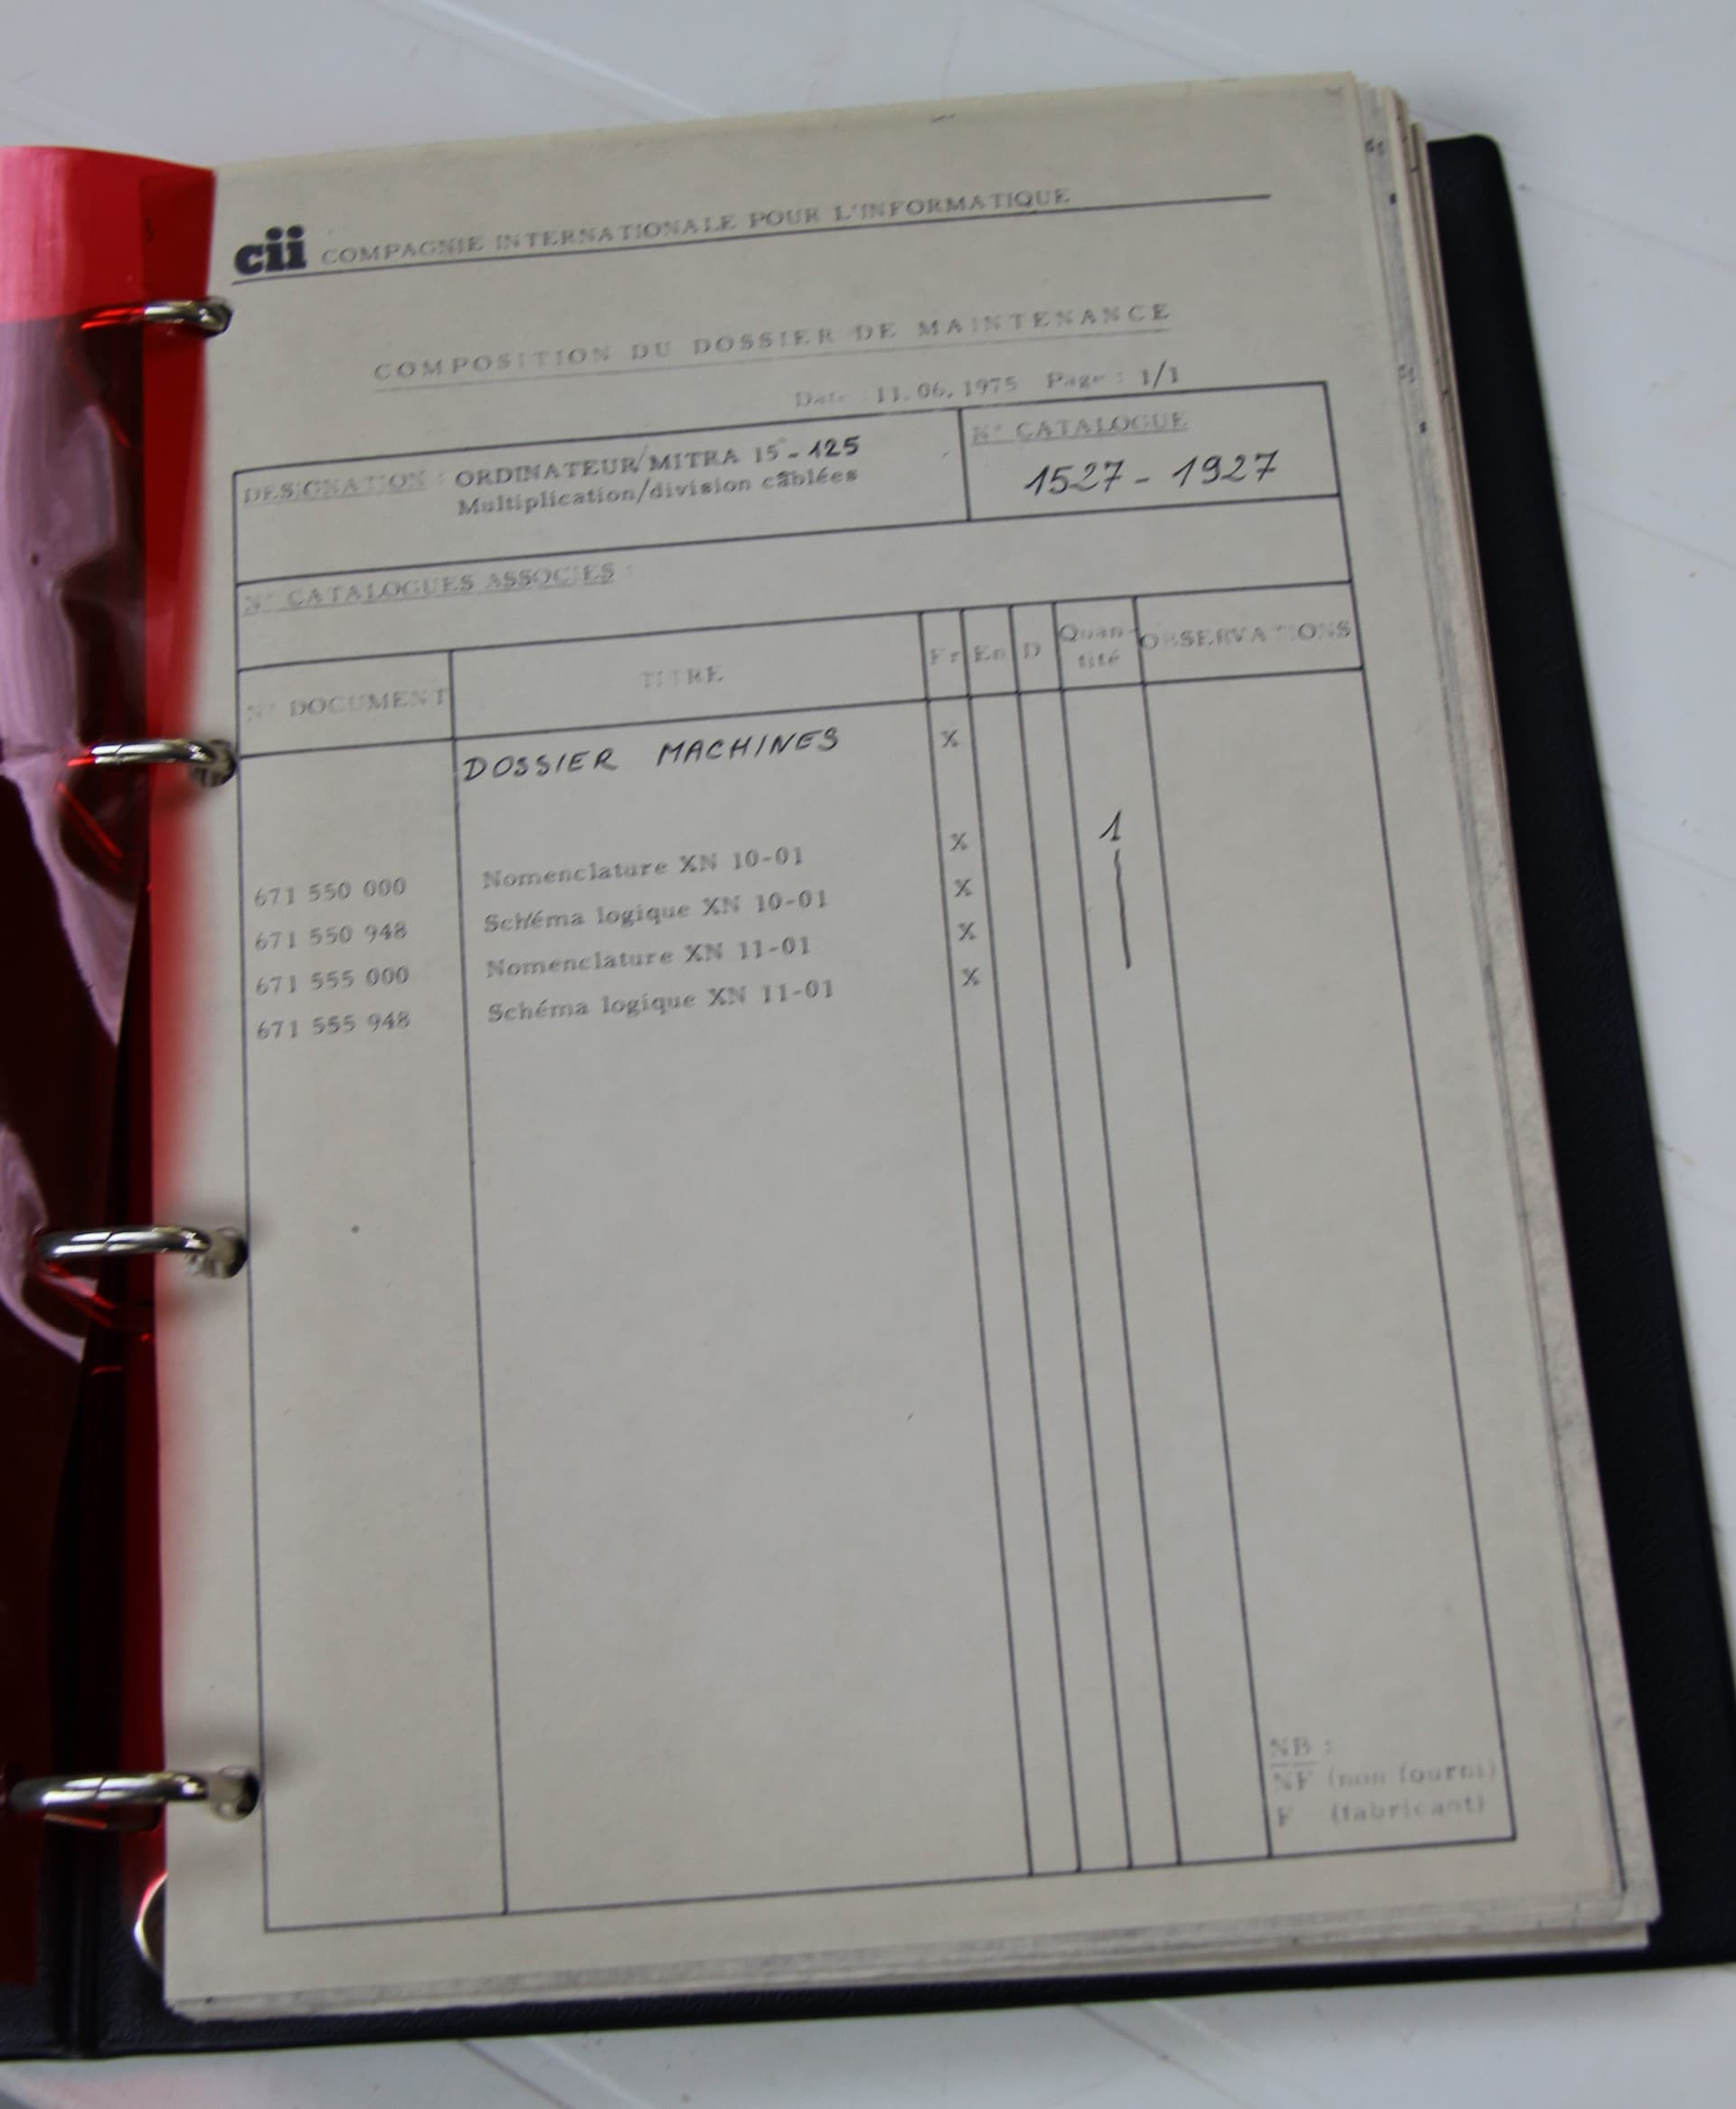 cii COMPAGNIE INTERNATIONALE POUR L'INFORMATIQUE
COMPOSITION DU DOSSIER DE MAINTENANCE
Date : 11.06.1975 Page : 1/1
DESIGNATION : ORDINATEUR/MITRA 15 - 125
Multiplication/division câblées
N° CATALOGUE
1527 - 1927
N° CATALOGUES ASSOCIES :
N° DOCUMENT TITRE Fr En D Quan- tité OBSERVATIONS
DOSSIER MACHINES X
671 550 000 Nomenclature XN 10-01 X 1
671 550 948 Schéma logique XN 10-01 X
671 555 000 Nomenclature XN 11-01 X
671 555 948 Schéma logique XN 11-01 X
NB :
NF (non fourni)
F (fabricant)